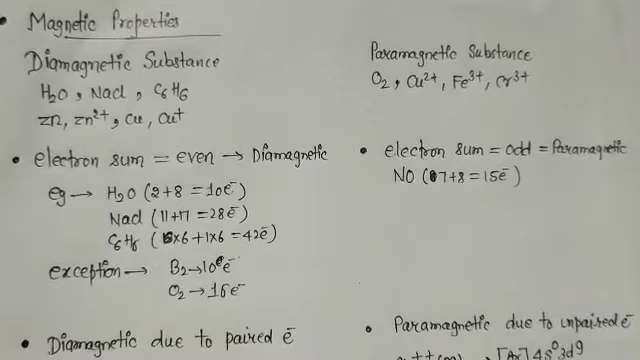 • Magnetic Properties
Diamagnetic Substance
H₂O, Nacl, C₆H₆
Zn, Zn²⁺, Cu, Cu⁺
• electron sum = even → Diamagnetic
eg → H₂O (2+8 = 10e⁻)
Nacl (11+17 = 28e⁻)
C₆H₆ (6×6+1×6 = 42e⁻)
exception → B₂ → 10e⁻
O₂ → 16e⁻
• Diamagnetic due to paired e⁻
Paramagnetic Substance
O₂, Cu²⁺, Fe³⁺, Cr³⁺
• electron sum = odd = Paramagnetic
NO (7+8 = 15e⁻)
• Paramagnetic due to unpaired e⁻
[Ar] 4s⁰ 3d⁹